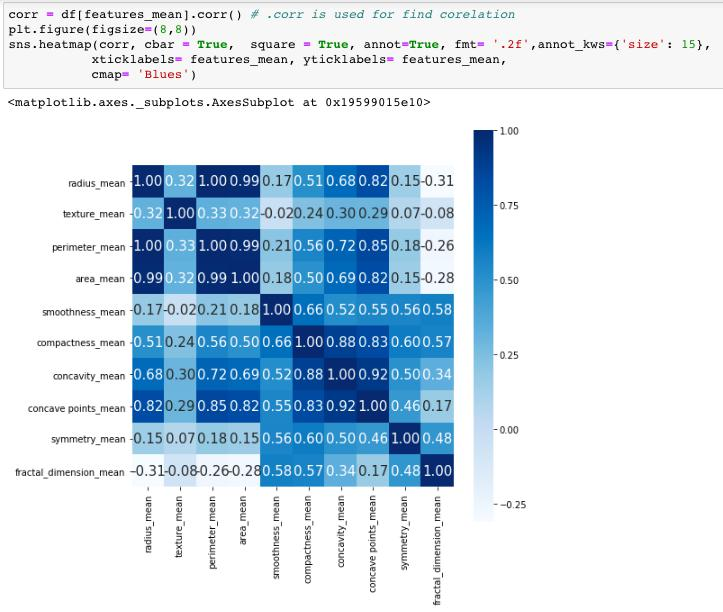 corr = df[features_mean].corr() # .corr is used for find corelation
plt.figure(figsize=(8,8))
sns.heatmap(corr, cbar = True,  square = True, annot=True, fmt= '.2f',annot_kws={'size': 15},
xticklabels= features_mean, yticklabels= features_mean,
cmap= 'Blues')
<matplotlib.axes._subplots.AxesSubplot at 0x19599015e10>
1.00
0.75
0.50
0.25
0.00
−0.25
radius_mean 1.00 0.32 1.00 0.99 0.17 0.51 0.68 0.82 0.15 -0.31
texture_mean 0.32 1.00 0.33 0.32 -0.02 0.24 0.30 0.29 0.07 -0.08
perimeter_mean 1.00 0.33 1.00 0.99 0.21 0.56 0.72 0.85 0.18 -0.26
area_mean 0.99 0.32 0.99 1.00 0.18 0.50 0.69 0.82 0.15 -0.28
smoothness_mean 0.17 -0.02 0.21 0.18 1.00 0.66 0.52 0.55 0.56 0.58
compactness_mean 0.51 0.24 0.56 0.50 0.66 1.00 0.88 0.83 0.60 0.57
concavity_mean 0.68 0.30 0.72 0.69 0.52 0.88 1.00 0.92 0.50 0.34
concave points_mean 0.82 0.29 0.85 0.82 0.55 0.83 0.92 1.00 0.46 0.17
symmetry_mean 0.15 0.07 0.18 0.15 0.56 0.60 0.50 0.46 1.00 0.48
fractal_dimension_mean -0.31 -0.08 -0.26 -0.28 0.58 0.57 0.34 0.17 0.48 1.00
radius_mean
texture_mean
perimeter_mean
area_mean
smoothness_mean
compactness_mean
concavity_mean
concave points_mean
symmetry_mean
fractal_dimension_mean